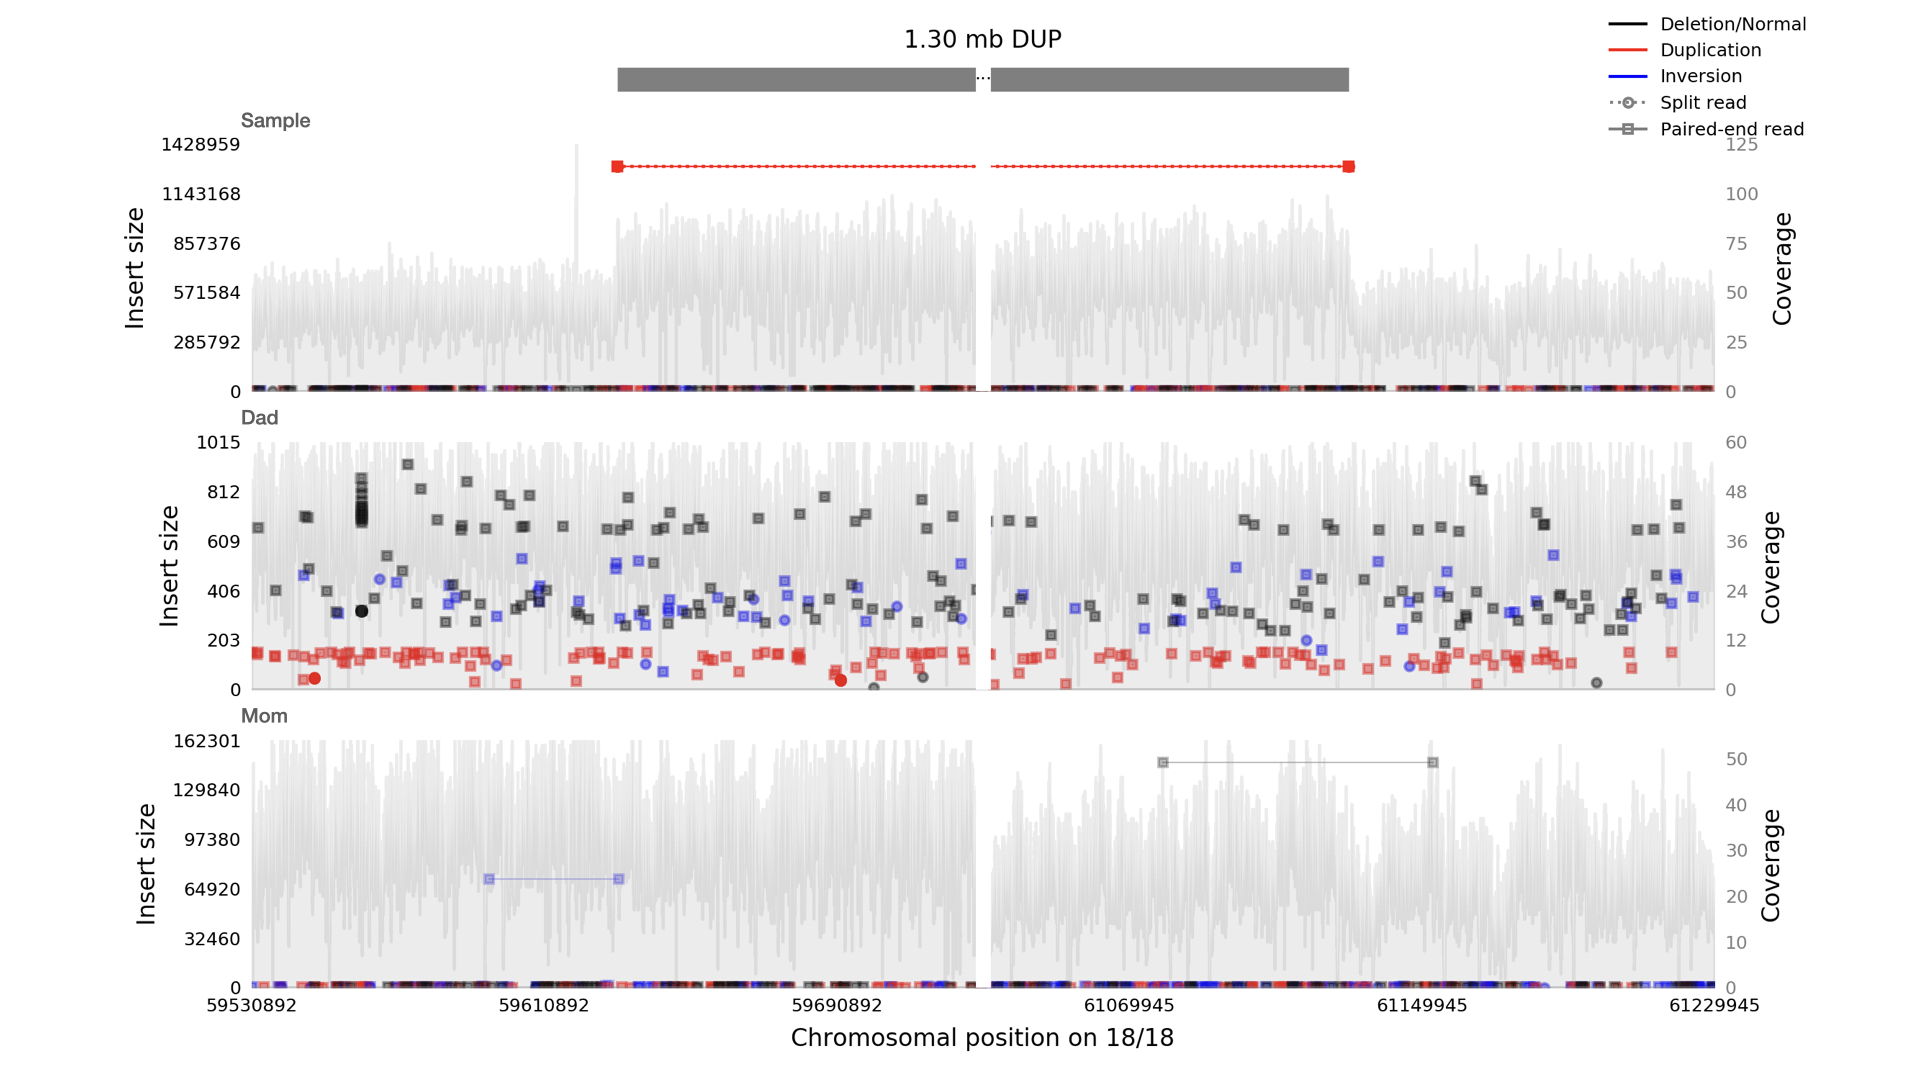 1.30 mb DUP
...
Deletion/Normal
Duplication
Inversion
Split read
Paired-end read
Sample
1428959
1143168
857376
571584
285792
0
Insert size
125
100
75
50
25
0
Coverage
Dad
1015
812
609
406
203
0
Insert size
60
48
36
24
12
0
Coverage
Mom
162301
129840
97380
64920
32460
0
Insert size
50
40
30
20
10
0
Coverage
59530892 59610892 59690892 61069945 61149945 61229945
Chromosomal position on 18/18